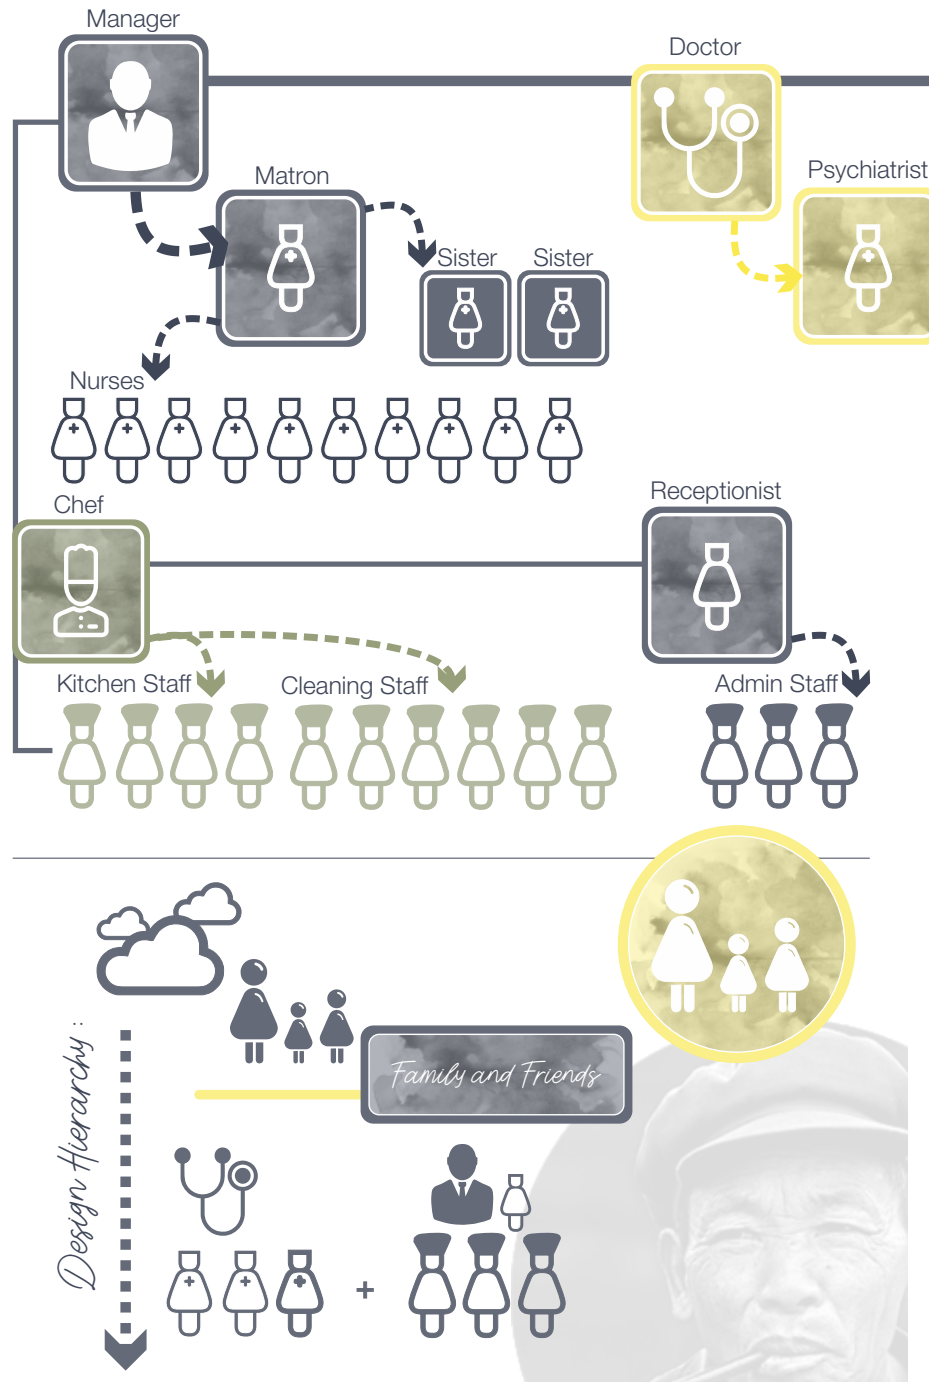 Manager
Doctor
Matron
Psychiatrist
Sister
Sister
Nurses
Chef
Receptionist
Kitchen Staff
Cleaning Staff
Admin Staff
Family and Friends
Design Hierarchy :
+